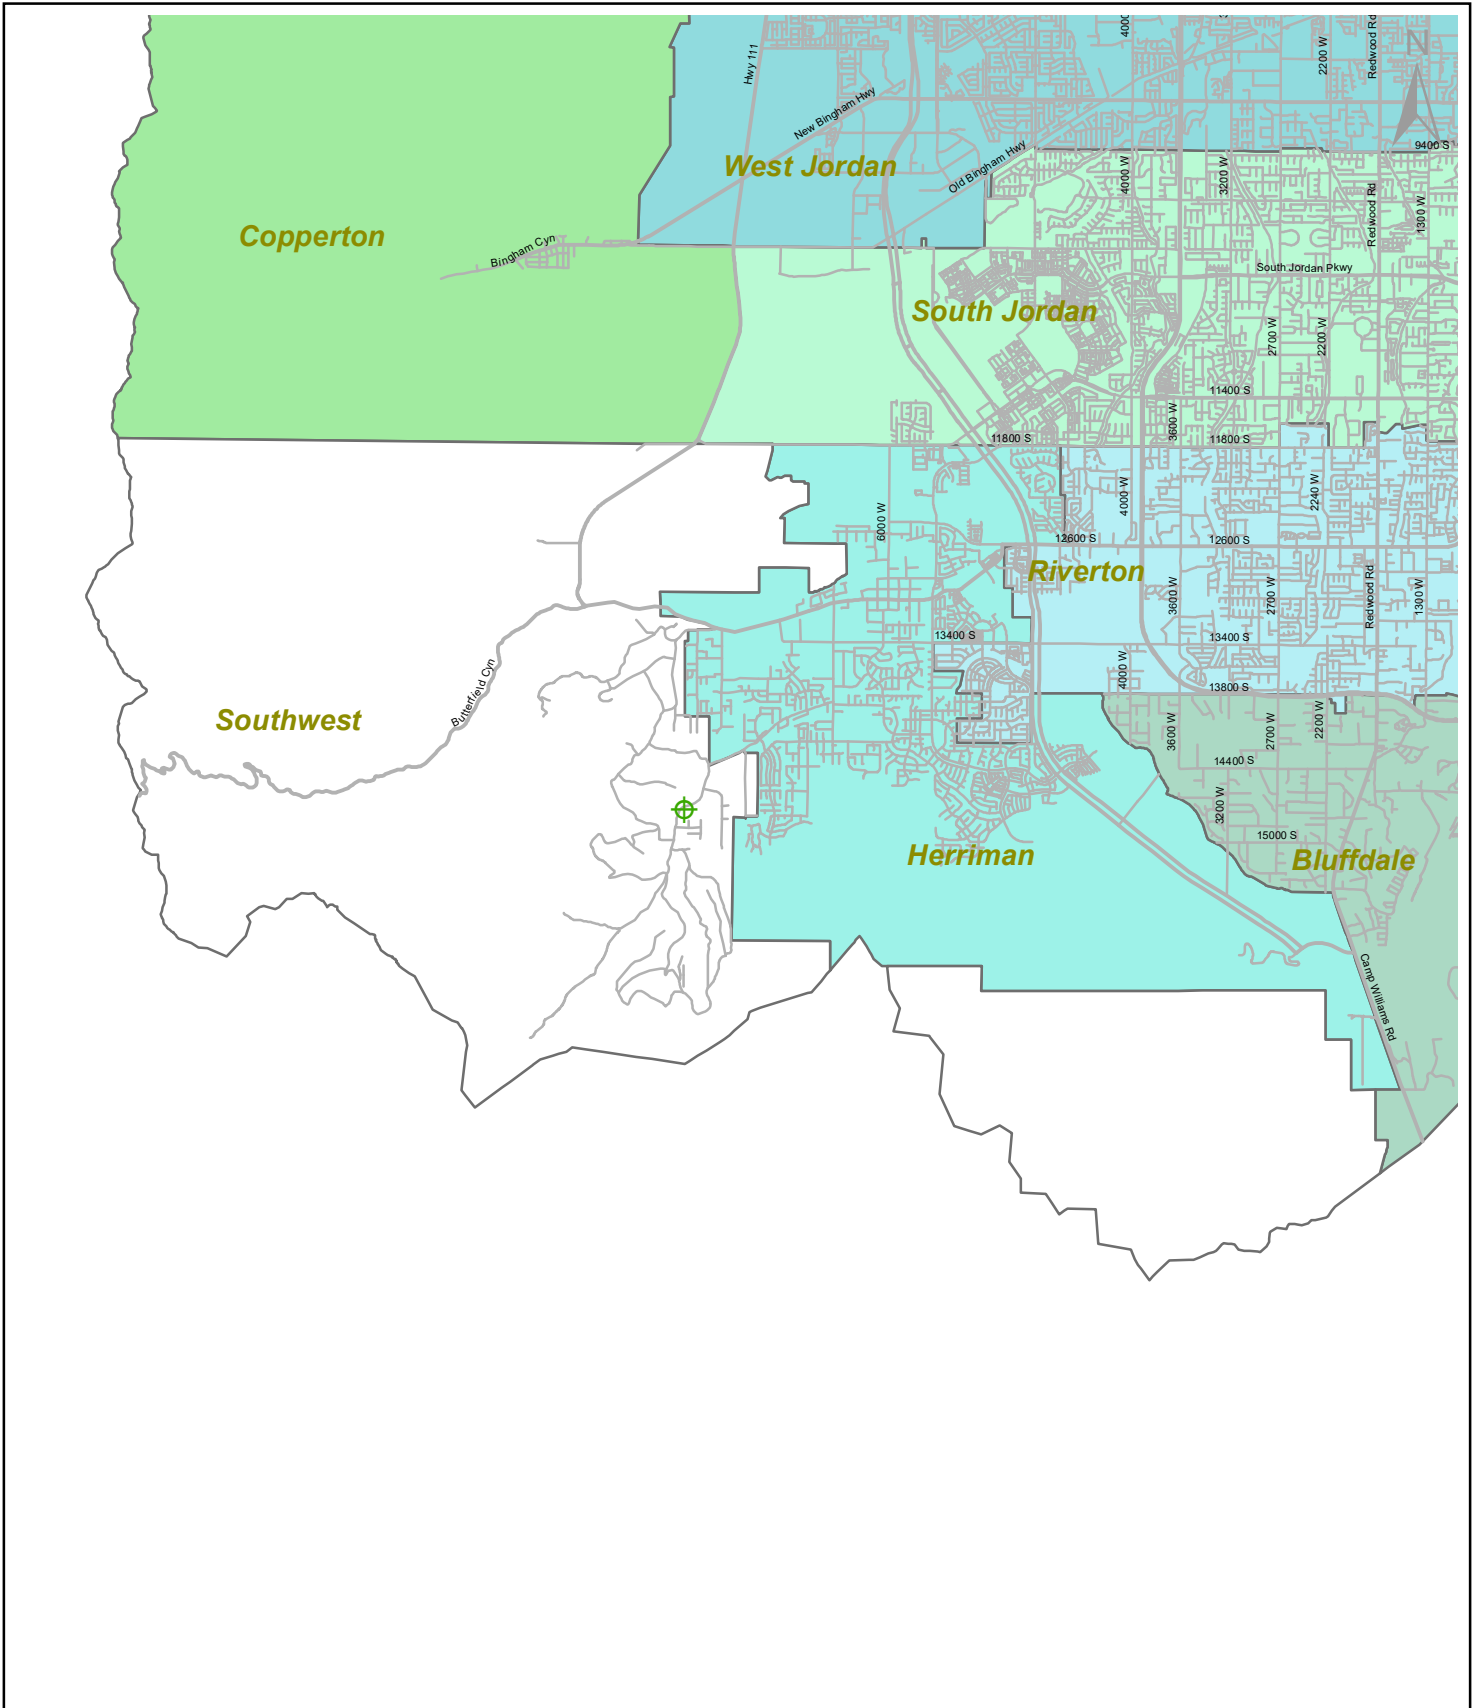 4000
2200 W
Redwood Rd
N
Hwy 111
New Bingham Hwy
9400 S
West Jordan
Old Bingham Hwy
4000 W
3200 W
Redwood Rd
1300 W
Copperton
Bingham Cyn
South Jordan Pkwy
South Jordan
2700 W
2200 W
11400 S
3600 W
11800 S
11800 S
6000 W
4000 W
2240 W
12600 S
12600 S
Riverton
3600 W
2700 W
Redwood Rd
1300 W
13400 S
13400 S
4000 W
13800 S
Butterfield Cyn
Southwest
3600 W
2700 W
2200 W
14400 S
3200 W
15000 S
Herriman
Bluffdale
Camp Williams Rd